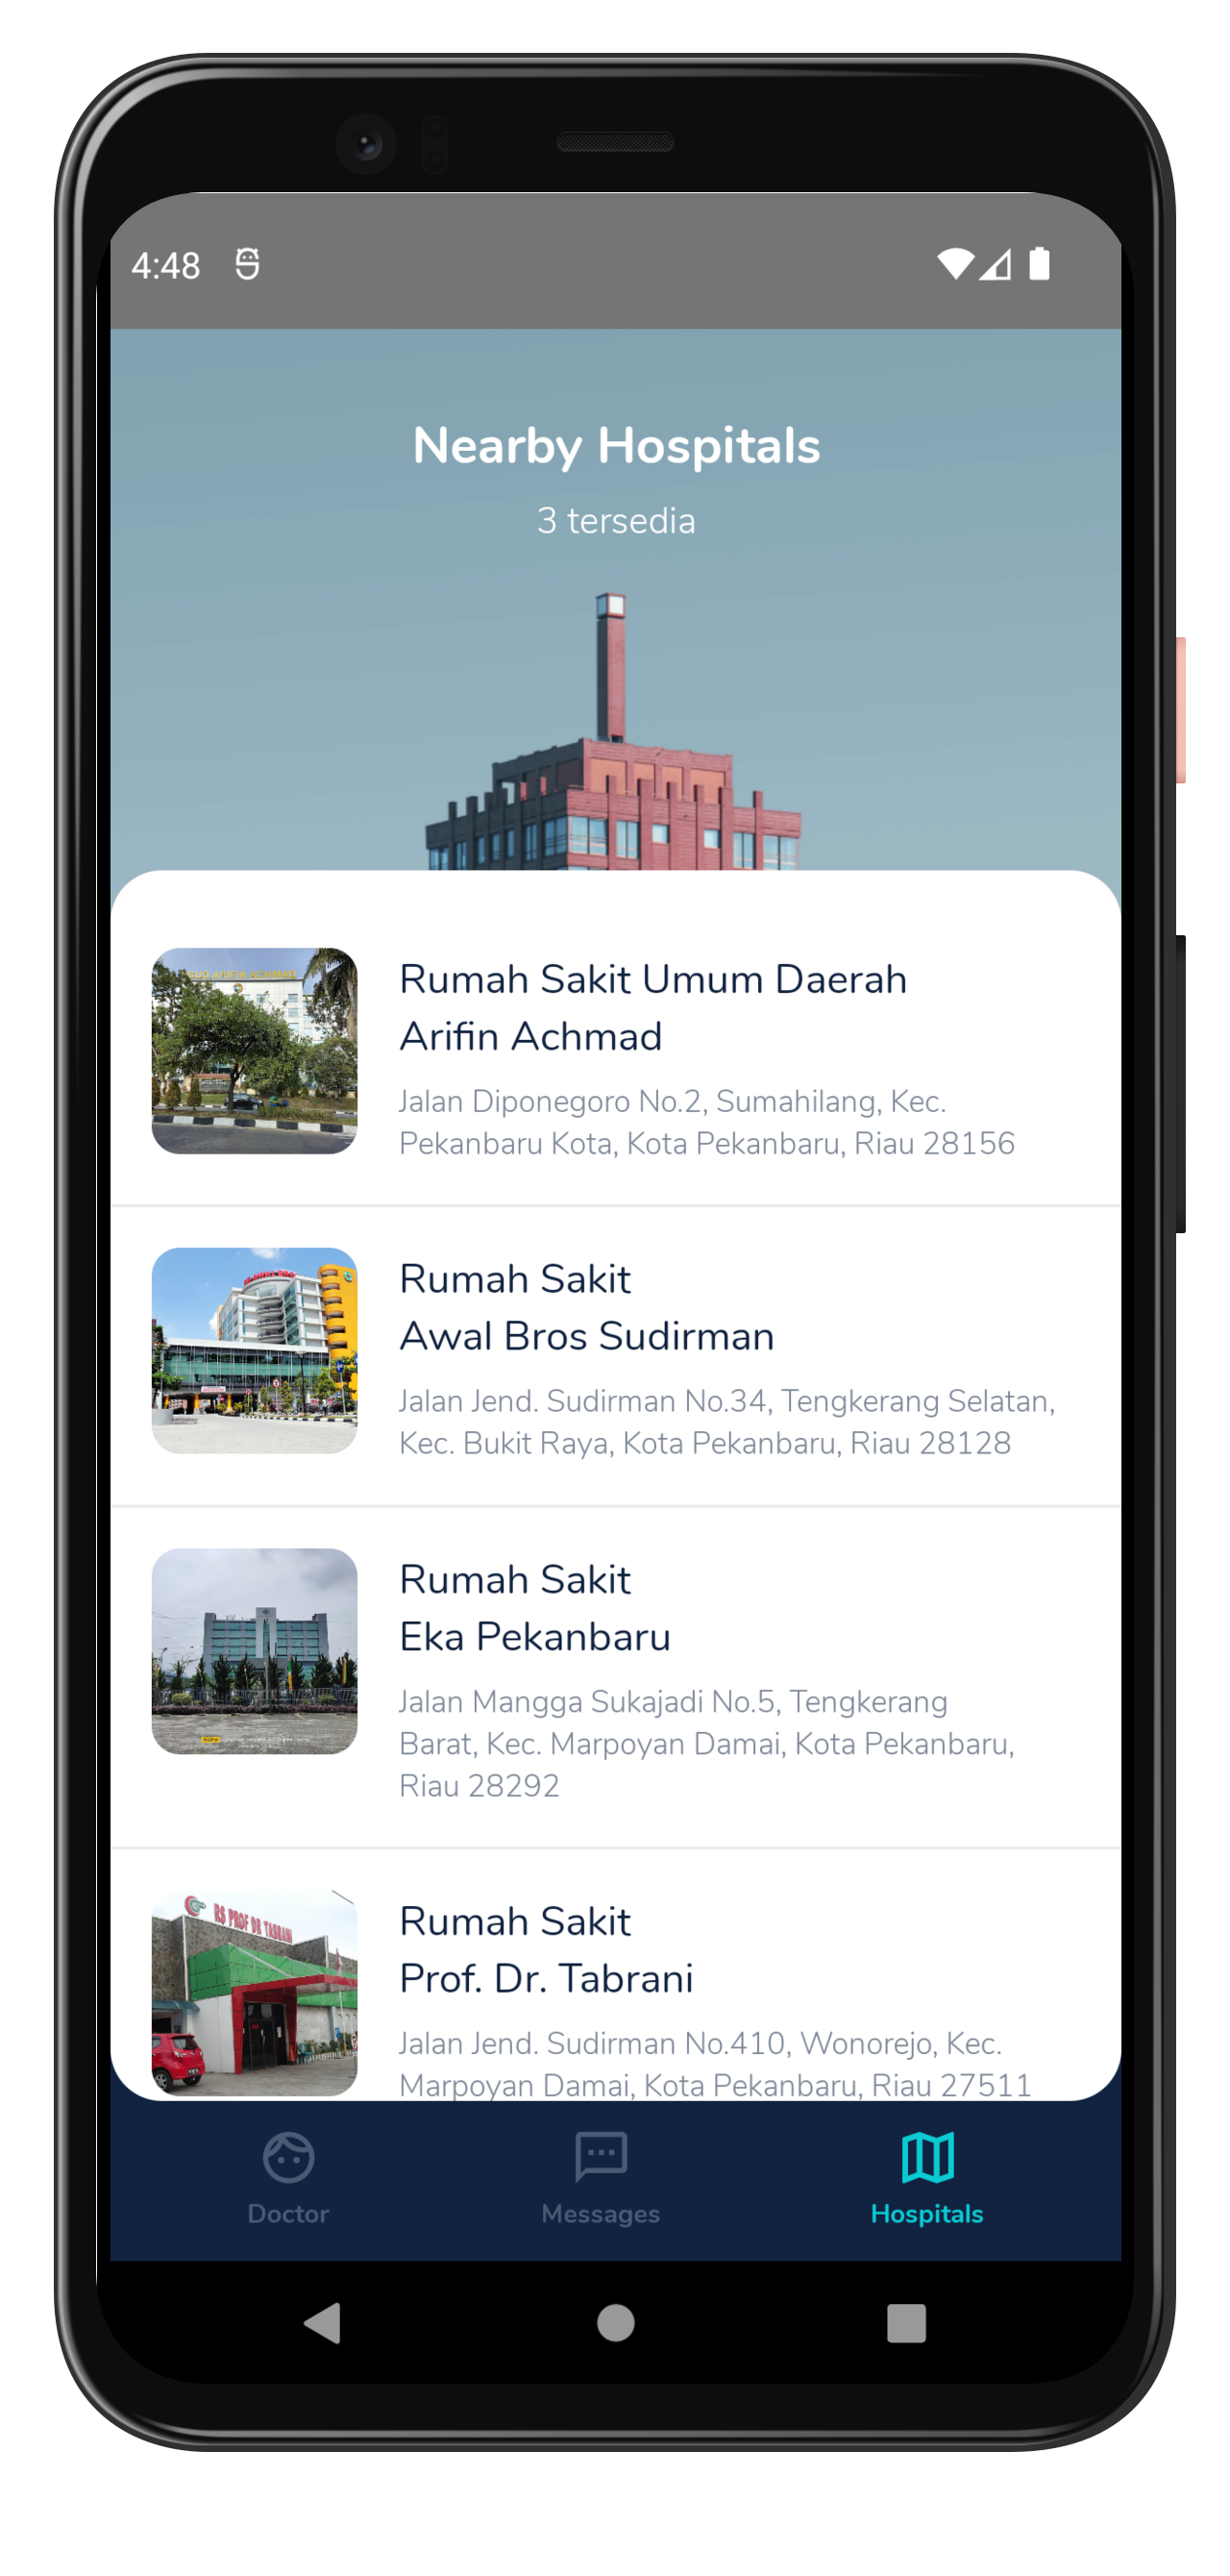 4:48
Nearby Hospitals
3 tersedia
SUD ARIFIN ACHMAD
Rumah Sakit Umum Daerah
Arifin Achmad
Jalan Diponegoro No.2, Sumahilang, Kec.
Pekanbaru Kota, Kota Pekanbaru, Riau 28156
Rumah Sakit
Awal Bros Sudirman
Jalan Jend. Sudirman No.34, Tengkerang Selatan,
Kec. Bukit Raya, Kota Pekanbaru, Riau 28128
Rumah Sakit
Eka Pekanbaru
Jalan Mangga Sukajadi No.5, Tengkerang
Barat, Kec. Marpoyan Damai, Kota Pekanbaru,
Riau 28292
RS PROF DR TABRANI
Rumah Sakit
Prof. Dr. Tabrani
Jalan Jend. Sudirman No.410, Wonorejo, Kec.
Marpoyan Damai, Kota Pekanbaru, Riau 27511
Doctor
Messages
Hospitals